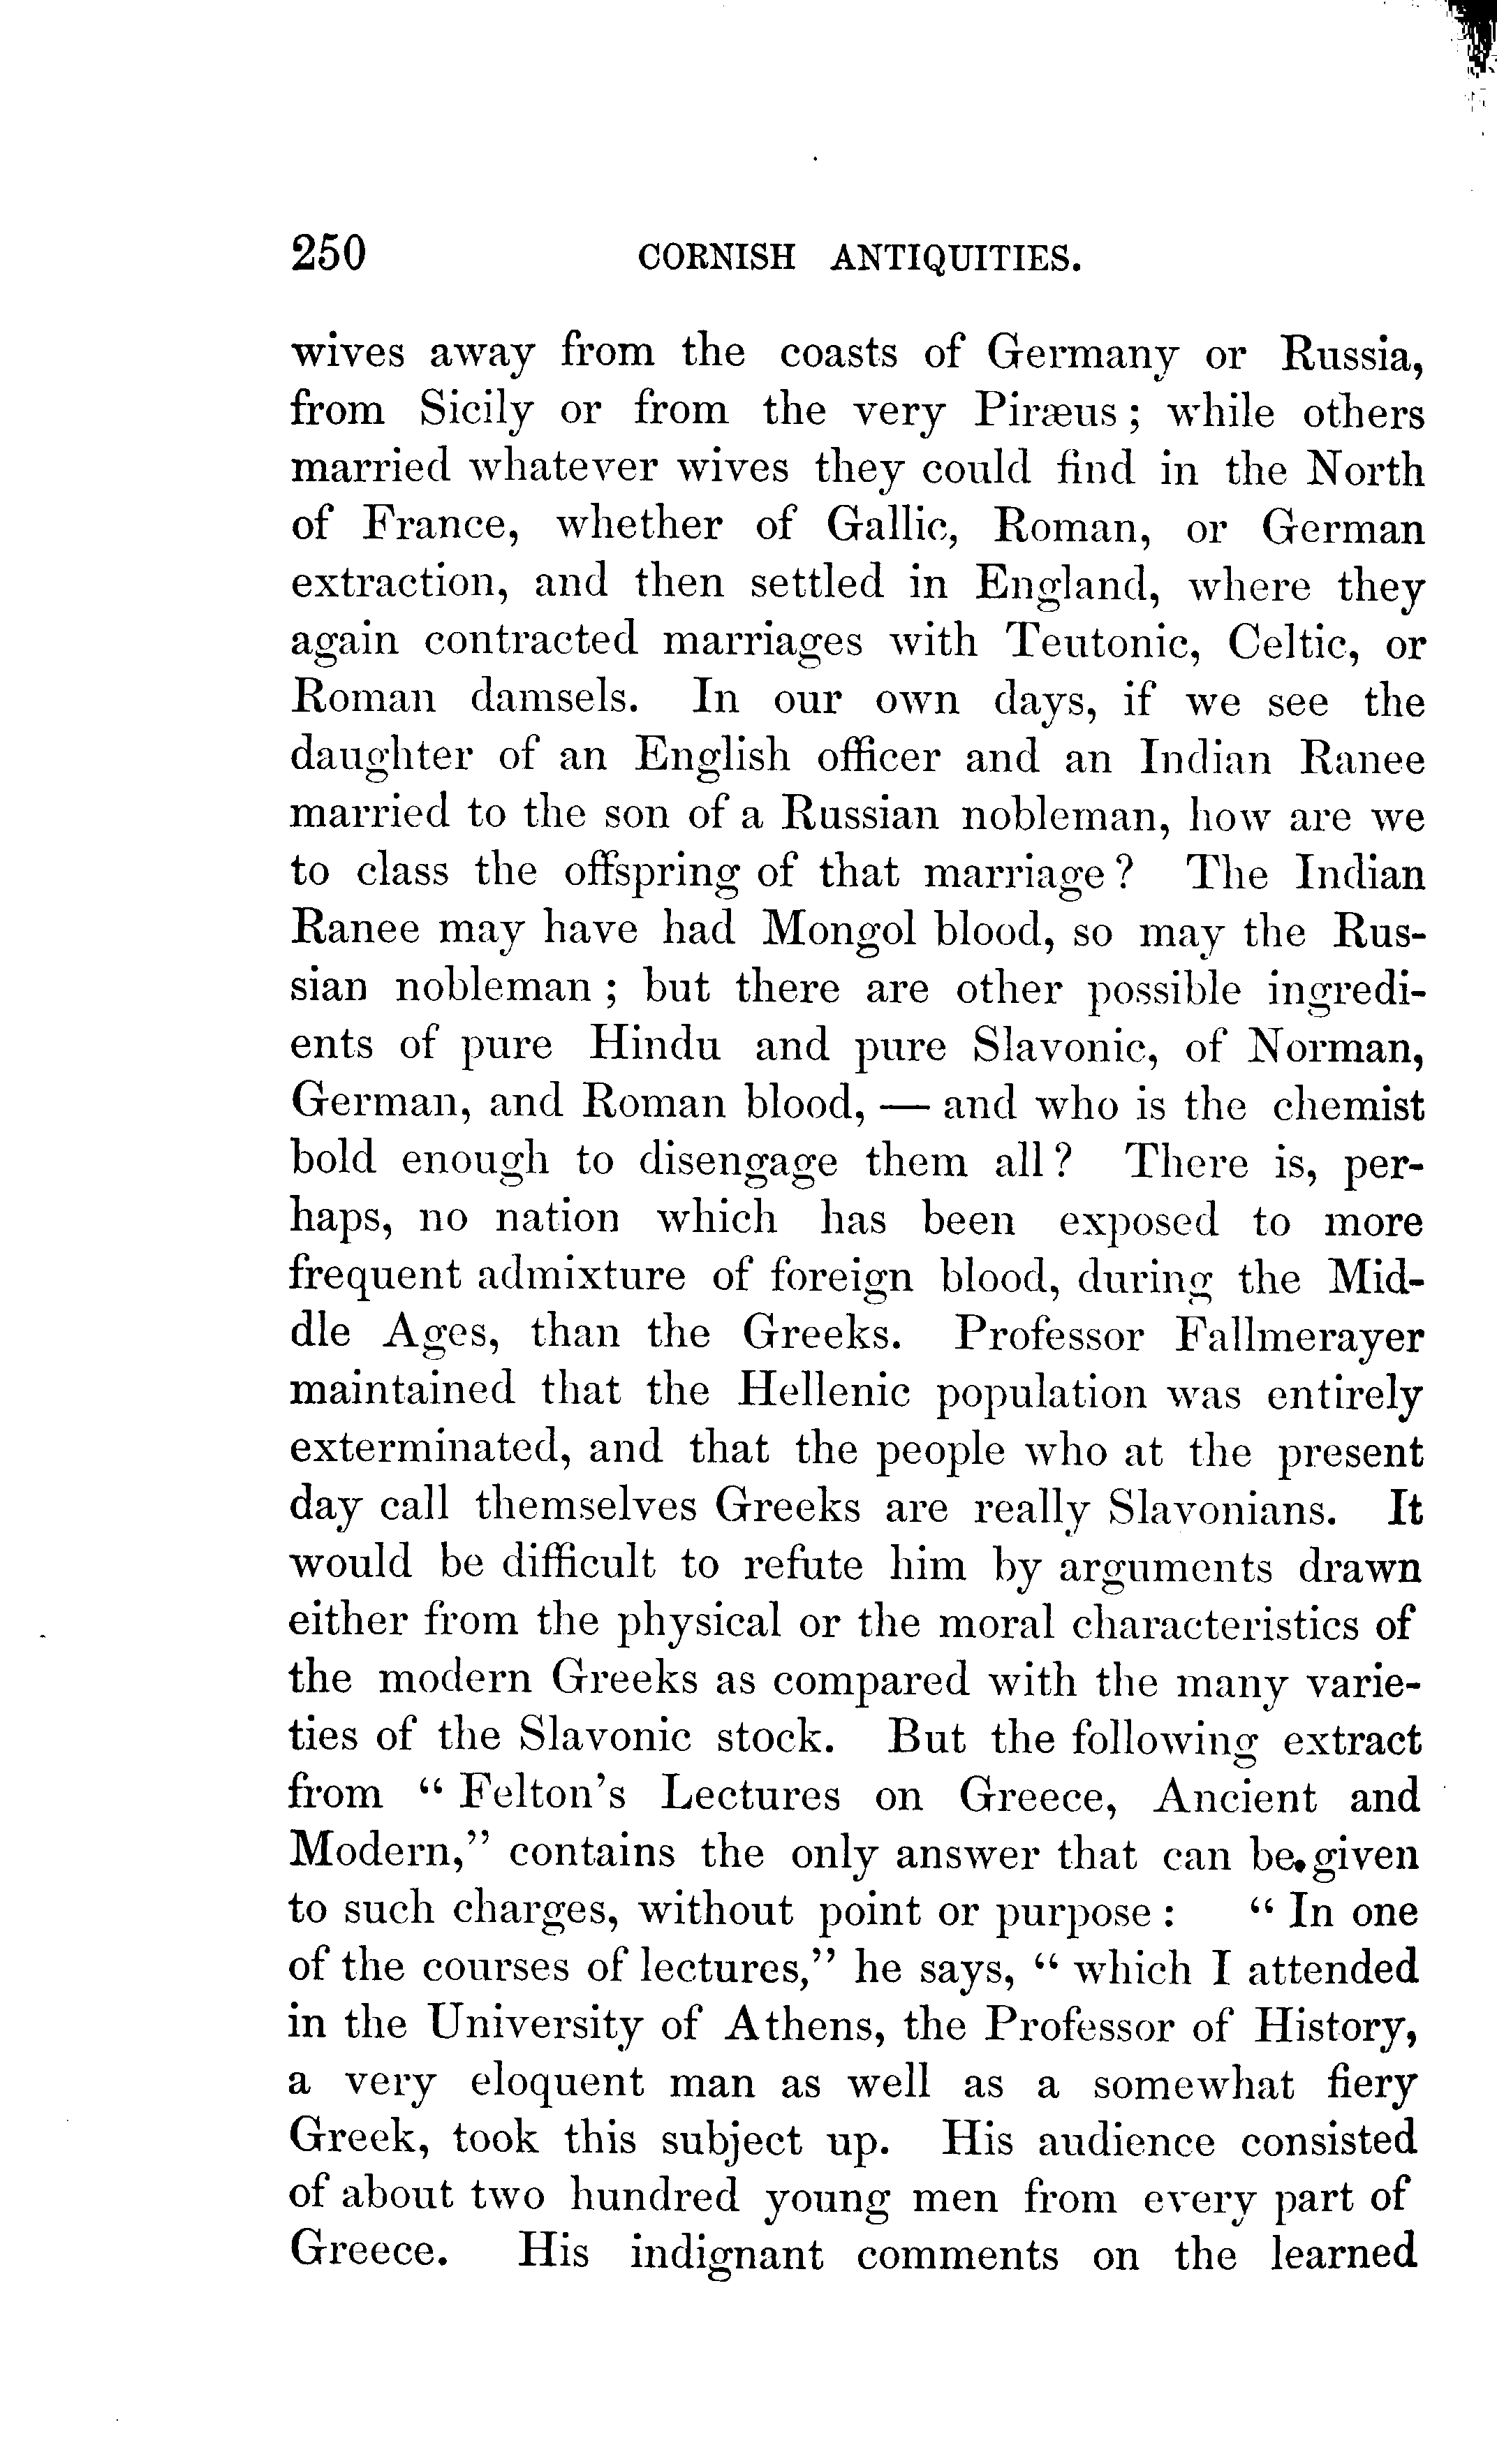 250 CORNISH ANTIQUITIES.
wives away from the coasts of Germany or Russia,
from Sicily or from the very Piræus ; while others
married whatever wives they could find in the North
of France, whether of Gallic, Roman, or German
extraction, and then settled in England, where they
again contracted marriages with Teutonic, Celtic, or
Roman damsels. In our own days, if we see the
daughter of an English officer and an Indian Ranee
married to the son of a Russian nobleman, how are we
to class the offspring of that marriage ? The Indian
Ranee may have had Mongol blood, so may the Rus-
sian nobleman ; but there are other possible ingredi-
ents of pure Hindu and pure Slavonic, of Norman,
German, and Roman blood, — and who is the chemist
bold enough to disengage them all ? There is, per-
haps, no nation which has been exposed to more
frequent admixture of foreign blood, during the Mid-
dle Ages, than the Greeks. Professor Fallmerayer
maintained that the Hellenic population was entirely
exterminated, and that the people who at the present
day call themselves Greeks are really Slavonians. It
would be difficult to refute him by arguments drawn
either from the physical or the moral characteristics of
the modern Greeks as compared with the many varie-
ties of the Slavonic stock. But the following extract
from “ Felton’s Lectures on Greece, Ancient and
Modern,” contains the only answer that can be given
to such charges, without point or purpose : “ In one
of the courses of lectures,” he says, “ which I attended
in the University of Athens, the Professor of History,
a very eloquent man as well as a somewhat fiery
Greek, took this subject up. His audience consisted
of about two hundred young men from every part of
Greece. His indignant comments on the learned